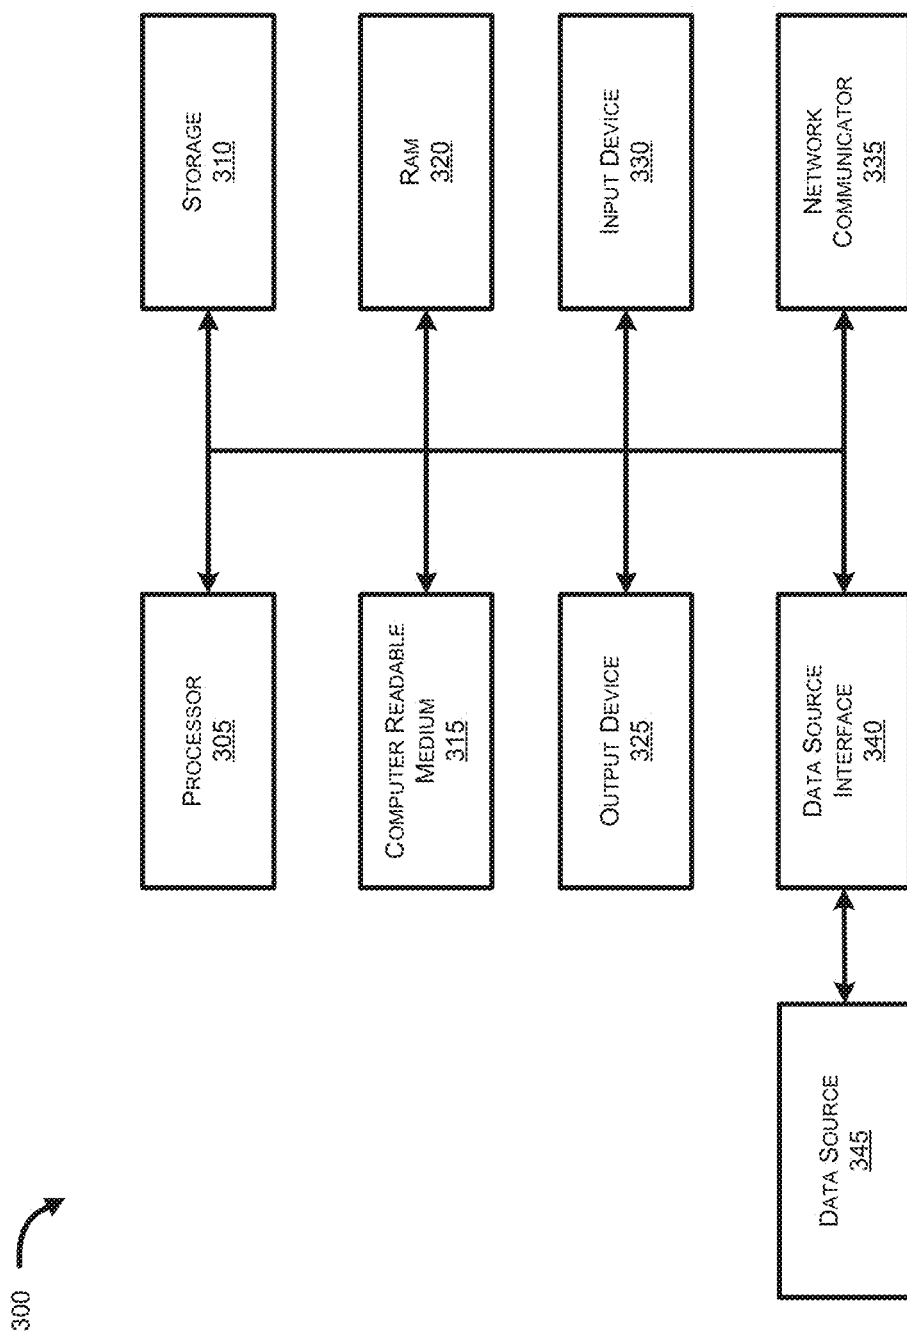 300
PROCESSOR
305
STORAGE
310
COMPUTER READABLE
MEDIUM
315
RAM
320
OUTPUT DEVICE
325
INPUT DEVICE
330
DATA SOURCE
345
DATA SOURCE
INTERFACE
340
NETWORK
COMMUNICATOR
335